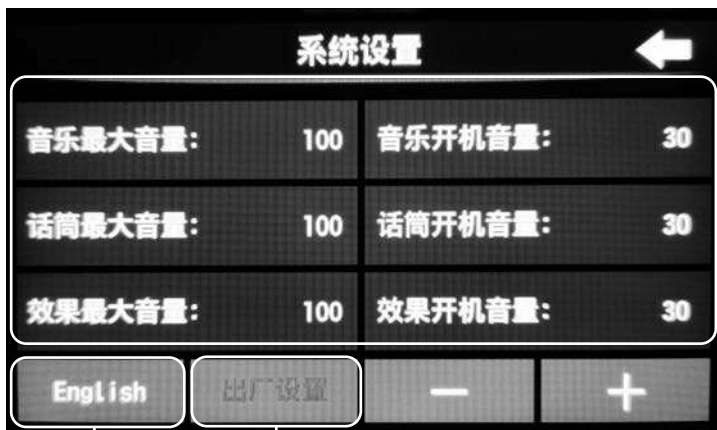 系统设置
音乐最大音量: 100 音乐开机音量: 30
话筒最大音量: 100 话筒开机音量: 30
效果最大音量: 100 效果开机音量: 30
English 出厂设置 − +